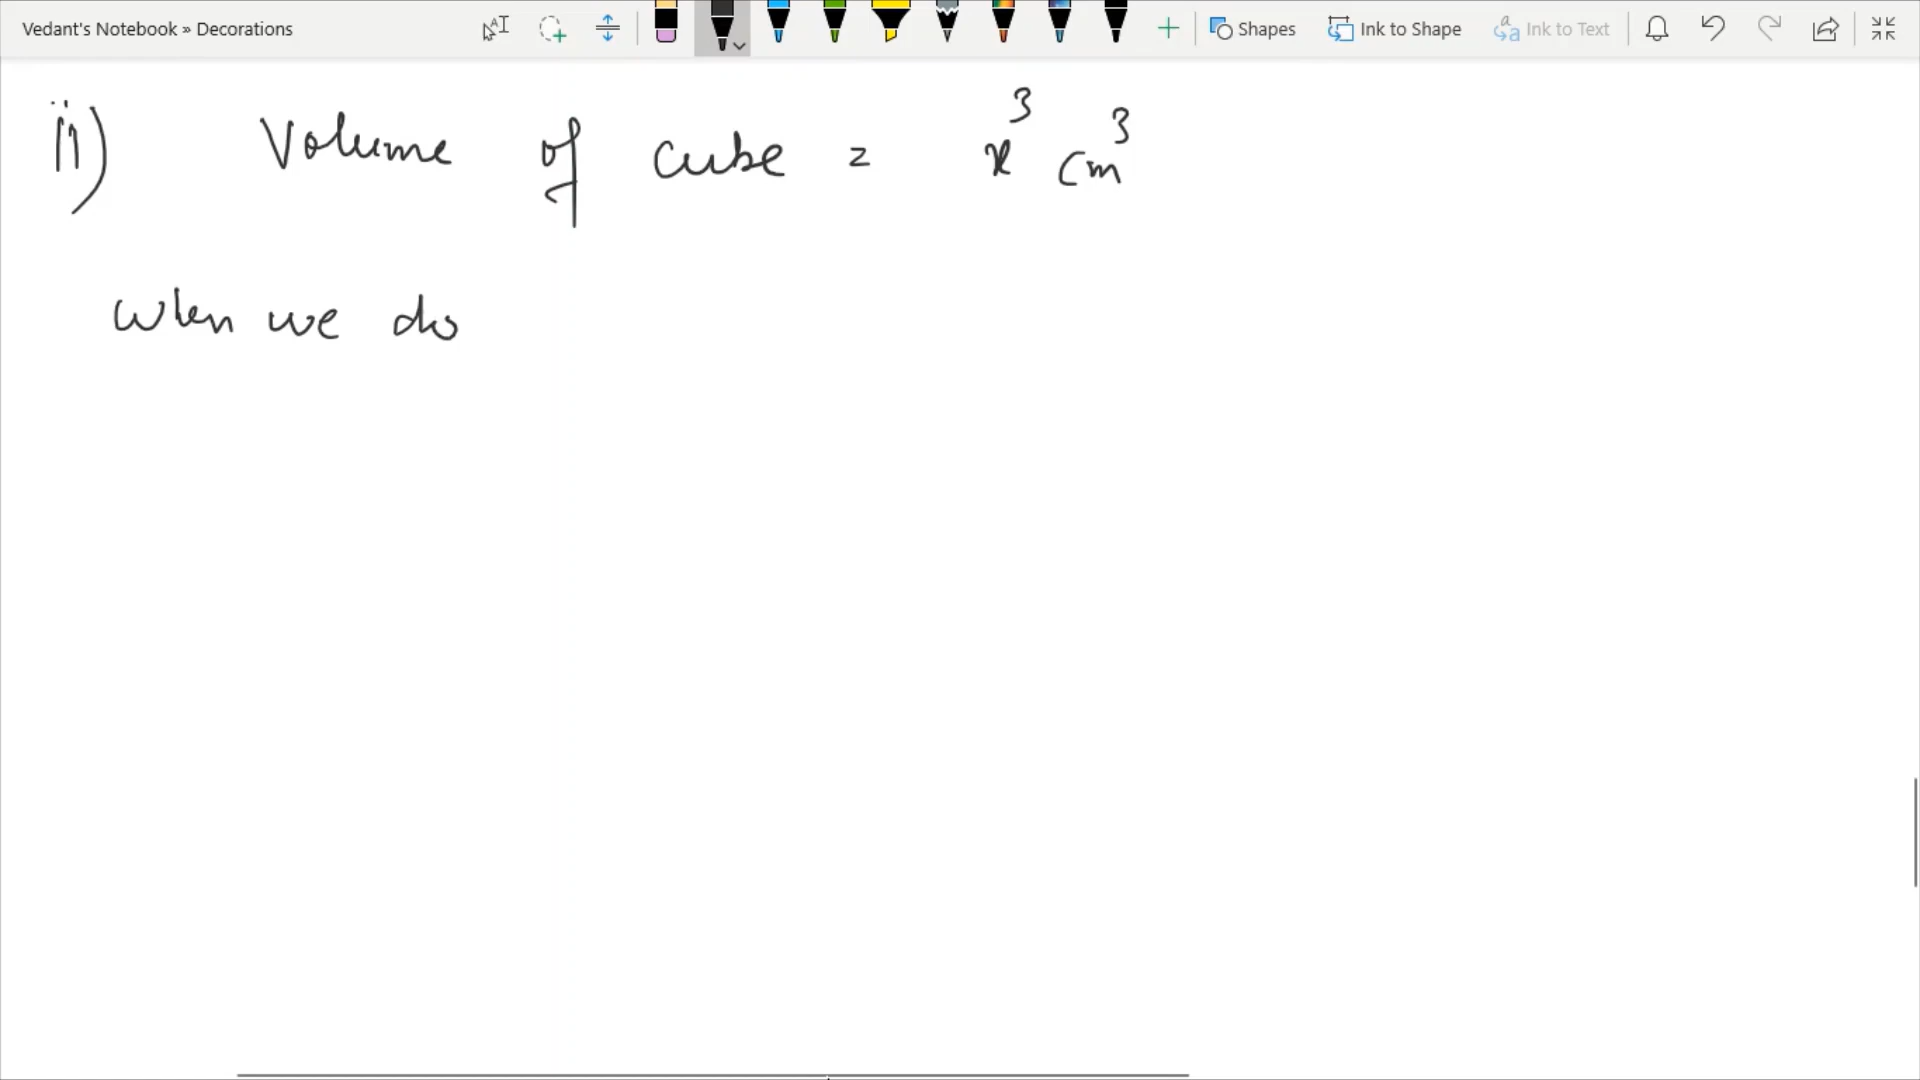 Vedant's Notebook » Decorations Shapes Ink to Shape Ink to Text
ii) Volume of cube = x³ cm³
when we do